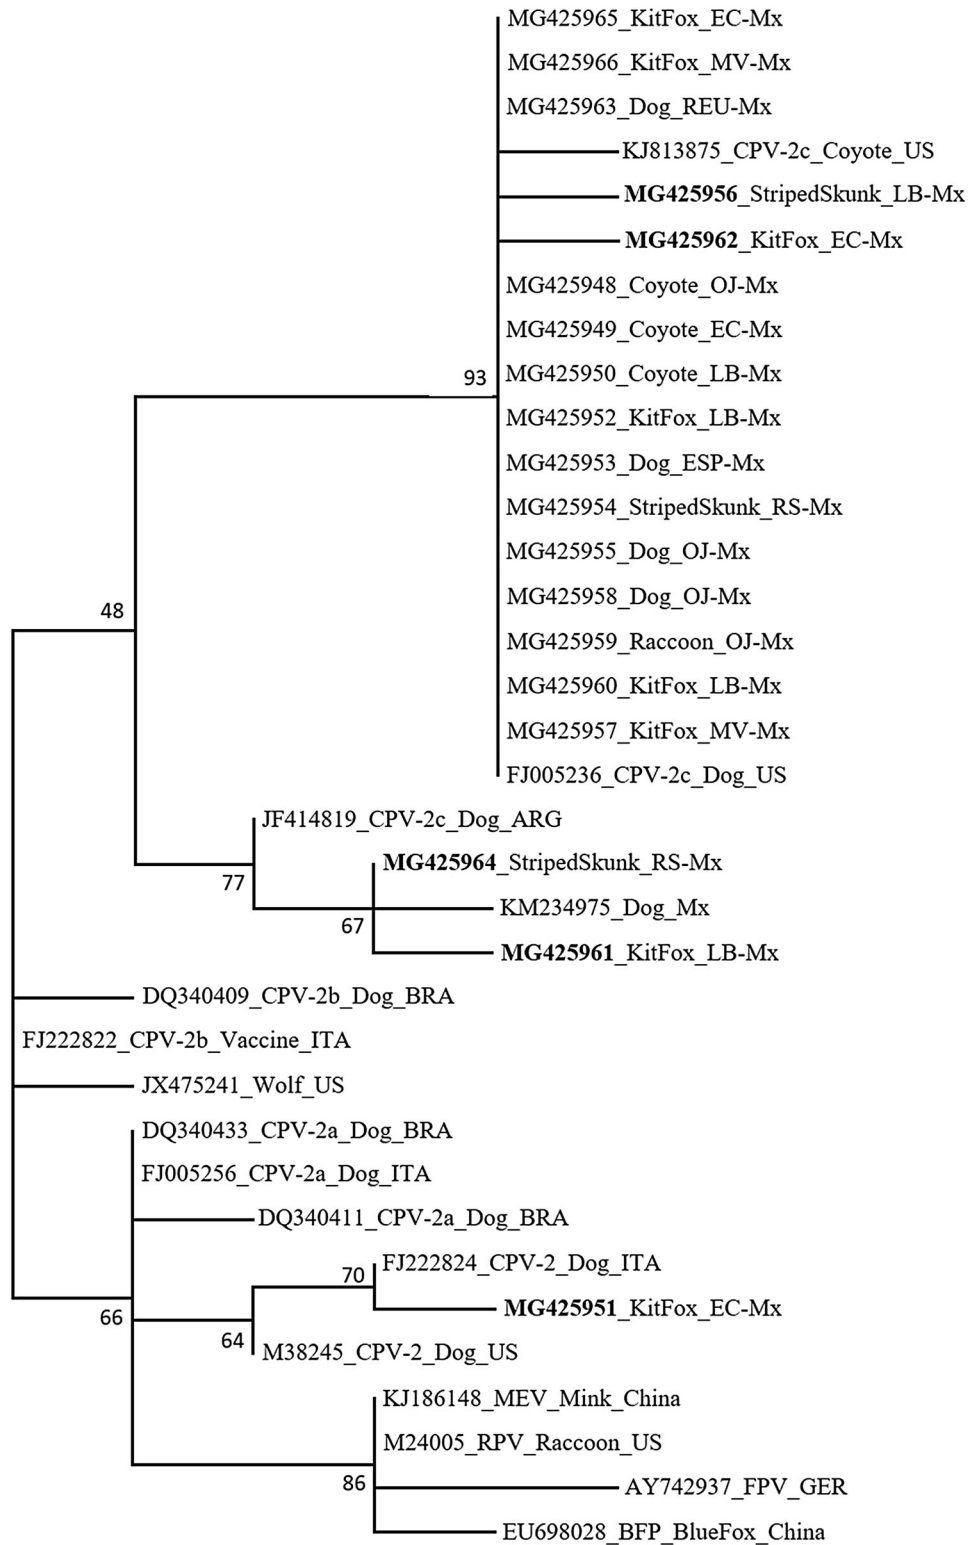 MG425965_KitFox_EC-Mx
MG425966_KitFox_MV-Mx
MG425963_Dog_REU-Mx
KJ813875_CPV-2c_Coyote_US
MG425956_StripedSkunk_LB-Mx
MG425962_KitFox_EC-Mx
MG425948_Coyote_OJ-Mx
MG425949_Coyote_EC-Mx
MG425950_Coyote_LB-Mx
93
MG425952_KitFox_LB-Mx
MG425953_Dog_ESP-Mx
MG425954_StripedSkunk_RS-Mx
MG425955_Dog_OJ-Mx
MG425958_Dog_OJ-Mx
48
MG425959_Raccoon_OJ-Mx
MG425960_KitFox_LB-Mx
MG425957_KitFox_MV-Mx
FJ005236_CPV-2c_Dog_US
JF414819_CPV-2c_Dog_ARG
MG425964_StripedSkunk_RS-Mx
77
KM234975_Dog_Mx
67
MG425961_KitFox_LB-Mx
DQ340409_CPV-2b_Dog_BRA
FJ222822_CPV-2b_Vaccine_ITA
JX475241_Wolf_US
DQ340433_CPV-2a_Dog_BRA
FJ005256_CPV-2a_Dog_ITA
DQ340411_CPV-2a_Dog_BRA
FJ222824_CPV-2_Dog_ITA
70
MG425951_KitFox_EC-Mx
66
64
M38245_CPV-2_Dog_US
KJ186148_MEV_Mink_China
M24005_RPV_Raccoon_US
86
AY742937_FPV_GER
EU698028_BFP_BlueFox_China